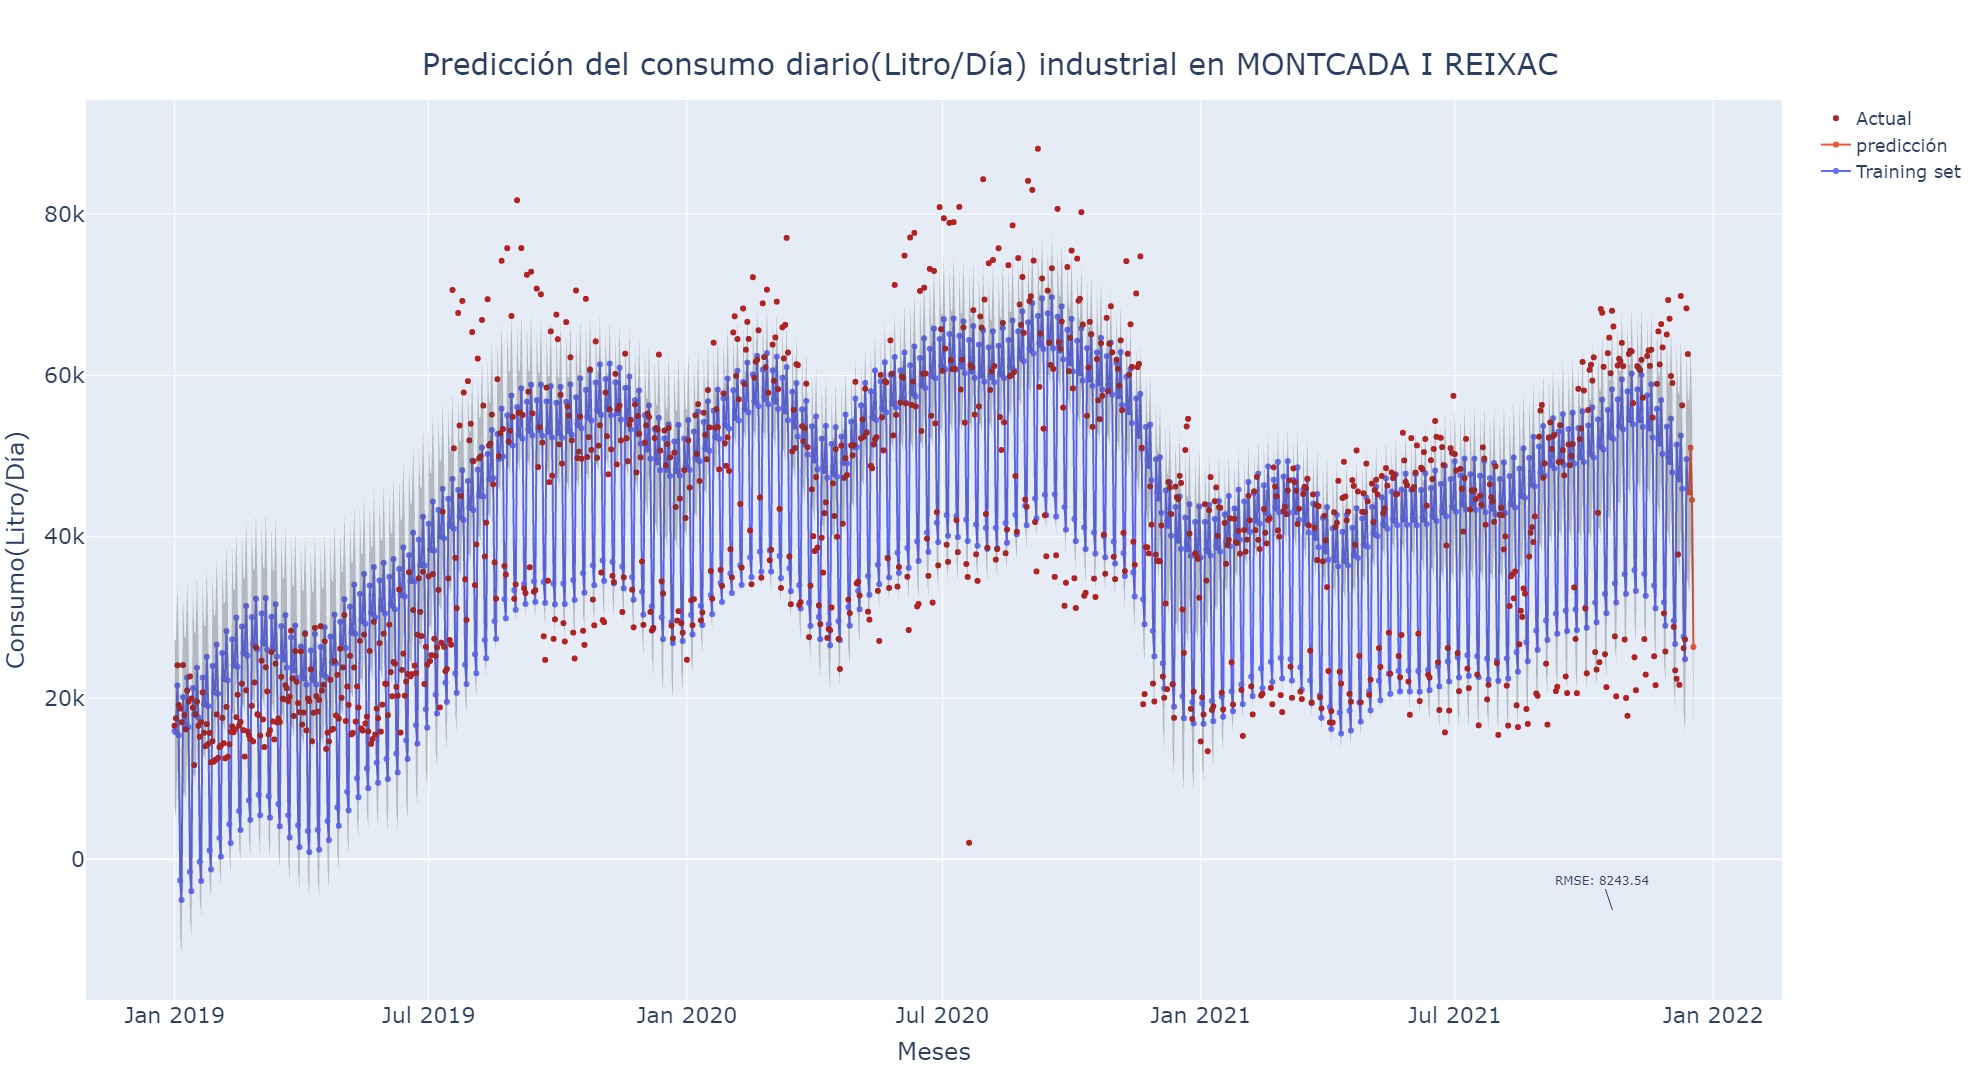 Predicción del consumo diario(Litro/Día) industrial en MONTCADA I REIXAC
Actual
predicción
Training set
Consumo(Litro/Día)
80k
60k
40k
20k
0
RMSE: 8243.54
Jan 2019
Jul 2019
Jan 2020
Jul 2020
Jan 2021
Jul 2021
Jan 2022
Meses